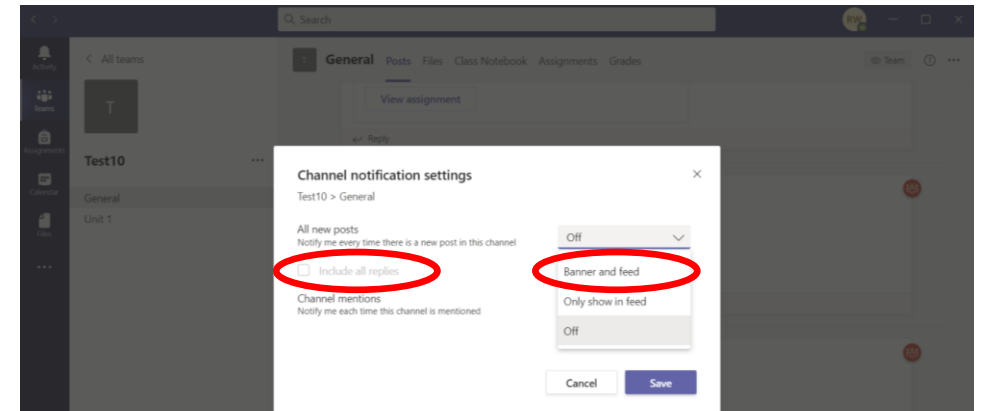 Search
RW
Activity
Teams
Assignments
Calendar
Files
All teams
T
Test10
General
Unit 1
T General Posts Files Class Notebook Assignments Grades
Team
View assignment
Reply
Channel notification settings
Test10 > General
All new posts
Notify me every time there is a new post in this channel
Off
Include all replies
Banner and feed
Channel mentions
Notify me each time this channel is mentioned
Only show in feed
Off
Cancel Save